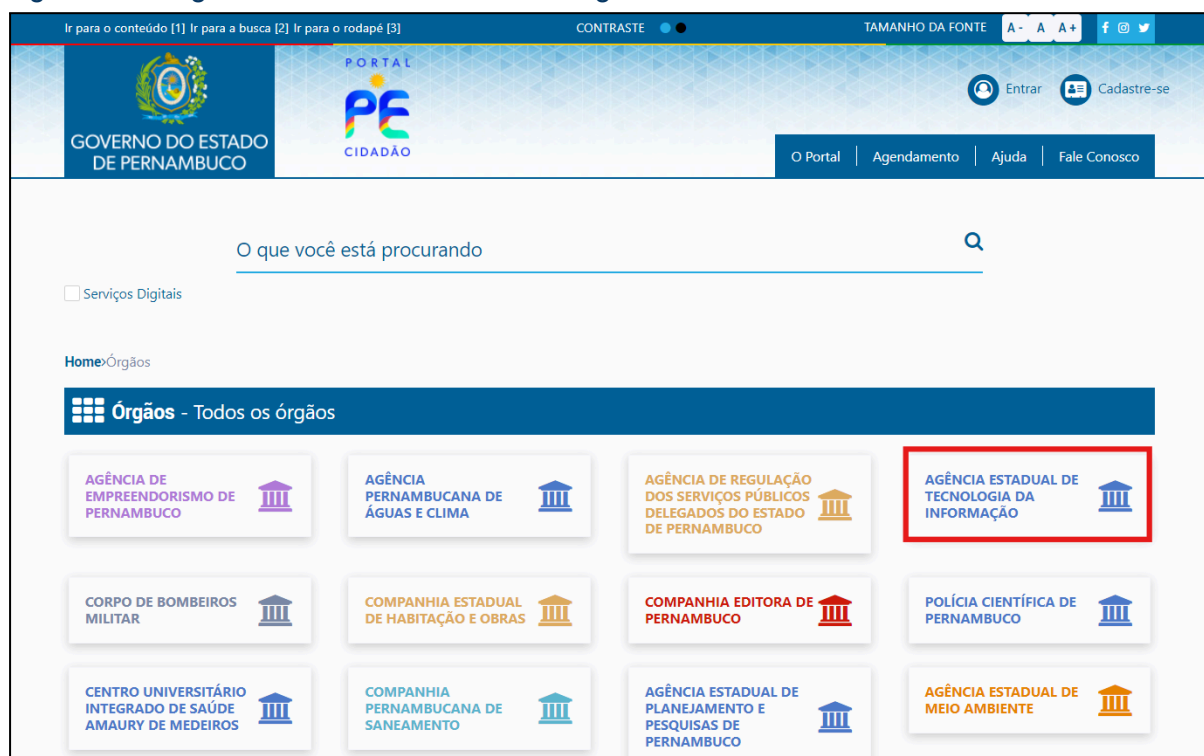 Ir para o conteúdo [1] Ir para a busca [2] Ir para o rodapé [3]
CONTRASTE
TAMANHO DA FONTE
A- A A+
GOVERNO DO ESTADO
DE PERNAMBUCO
PORTAL
PE
CIDADÃO
Entrar
Cadastre-se
O Portal
Agendamento
Ajuda
Fale Conosco
O que você está procurando
Serviços Digitais
Home>Órgãos
Órgãos - Todos os órgãos
AGÊNCIA DE
EMPREENDORISMO DE
PERNAMBUCO
AGÊNCIA
PERNAMBUCANA DE
ÁGUAS E CLIMA
AGÊNCIA DE REGULAÇÃO
DOS SERVIÇOS PÚBLICOS
DELEGADOS DO ESTADO
DE PERNAMBUCO
AGÊNCIA ESTADUAL DE
TECNOLOGIA DA
INFORMAÇÃO
CORPO DE BOMBEIROS
MILITAR
COMPANHIA ESTADUAL
DE HABITAÇÃO E OBRAS
COMPANHIA EDITORA DE
PERNAMBUCO
POLÍCIA CIENTÍFICA DE
PERNAMBUCO
CENTRO UNIVERSITÁRIO
INTEGRADO DE SAÚDE
AMAURY DE MEDEIROS
COMPANHIA
PERNAMBUCANA DE
SANEAMENTO
AGÊNCIA ESTADUAL DE
PLANEJAMENTO E
PESQUISAS DE
PERNAMBUCO
AGÊNCIA ESTADUAL DE
MEIO AMBIENTE